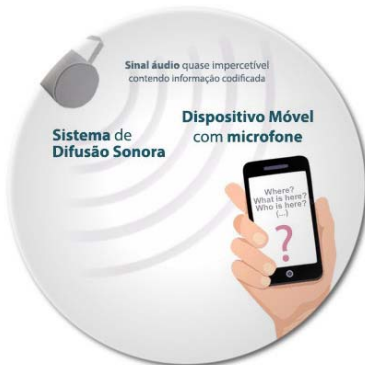 Sinal áudio quase impercetível
contendo informação codificada
Dispositivo Móvel
com microfone
Sistema de
Difusão Sonora
Where?
What is here?
Who is here?
(...)
?